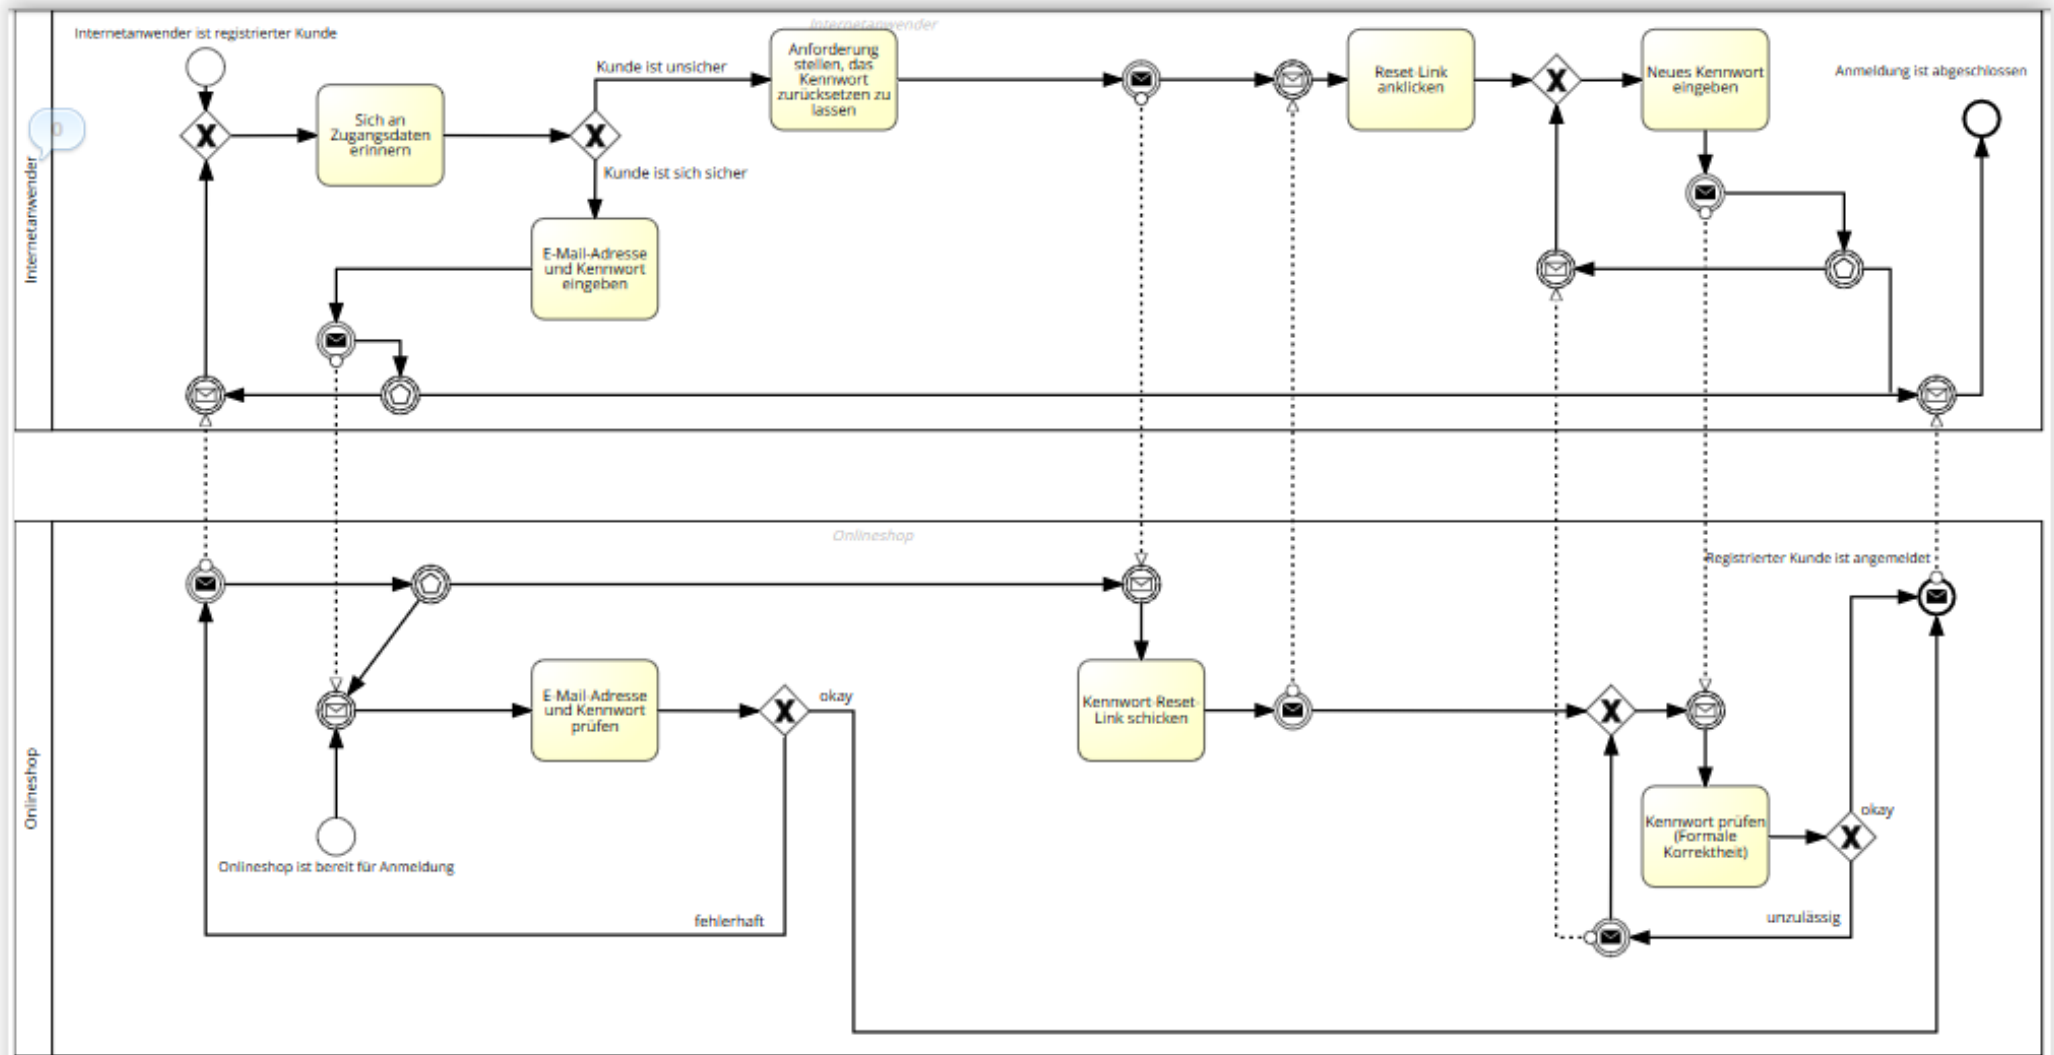 Internetanwender
Internetanwender ist registrierter Kunde
0
Internetanwender
Sich an
Zugangsdaten
erinnern
Kunde ist unsicher
Kunde ist sich sicher
Anforderung
stellen, das
Kennwort
zurücksetzen zu
lassen
E-Mail-Adresse
und Kennwort
eingeben
Reset-Link
anklicken
Neues Kennwort
eingeben
Anmeldung ist abgeschlossen
Onlineshop
Onlineshop
Registrierter Kunde ist angemeldet
E-Mail-Adresse
und Kennwort
prüfen
okay
Kennwort-Reset-
Link schicken
Onlineshop ist bereit für Anmeldung
fehlerhaft
Kennwort prüfen
(Formale
Korrektheit)
okay
unzulässig